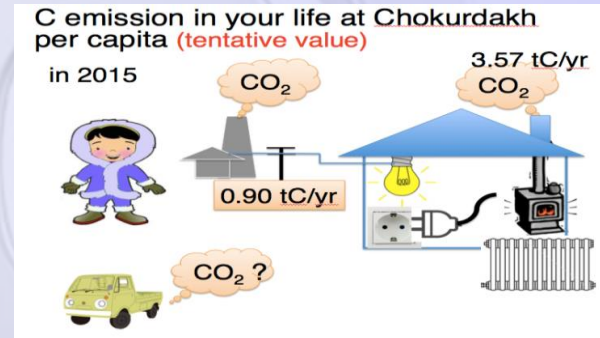 C emission in your life at Chokurdakh
per capita (tentative value)
in 2015
3.57 tC/yr
CO₂
CO₂
0.90 tC/yr
CO₂ ?